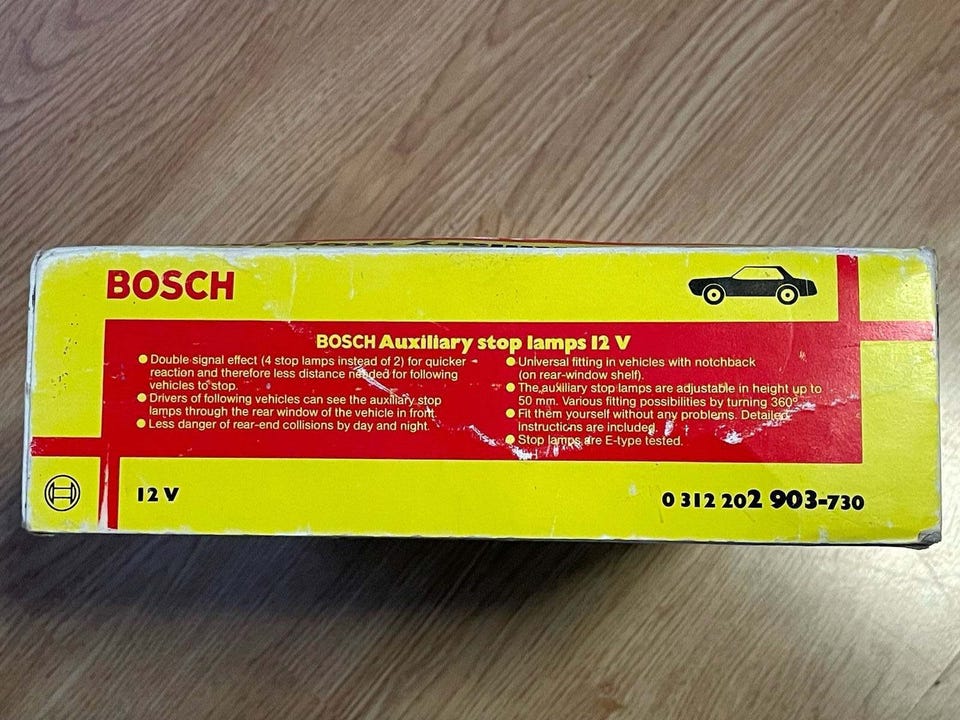 BOSCH
BOSCH Auxiliary stop lamps 12 V
Double signal effect (4 stop lamps instead of 2) for quicker
reaction and therefore less distance needed for following
vehicles to stop.
Drivers of following vehicles can see the auxiliary stop
lamps through the rear window of the vehicle in front.
Less danger of rear-end collisions by day and night.
Universal fitting in vehicles with notchback
(on rear-window shelf).
The auxiliary stop lamps are adjustable in height up to
50 mm. Various fitting possibilities by turning 360°.
Fit them yourself without any problems. Detailed
instructions are included.
Stop lamps are E-type tested.
12 V
0 312 202 903-730